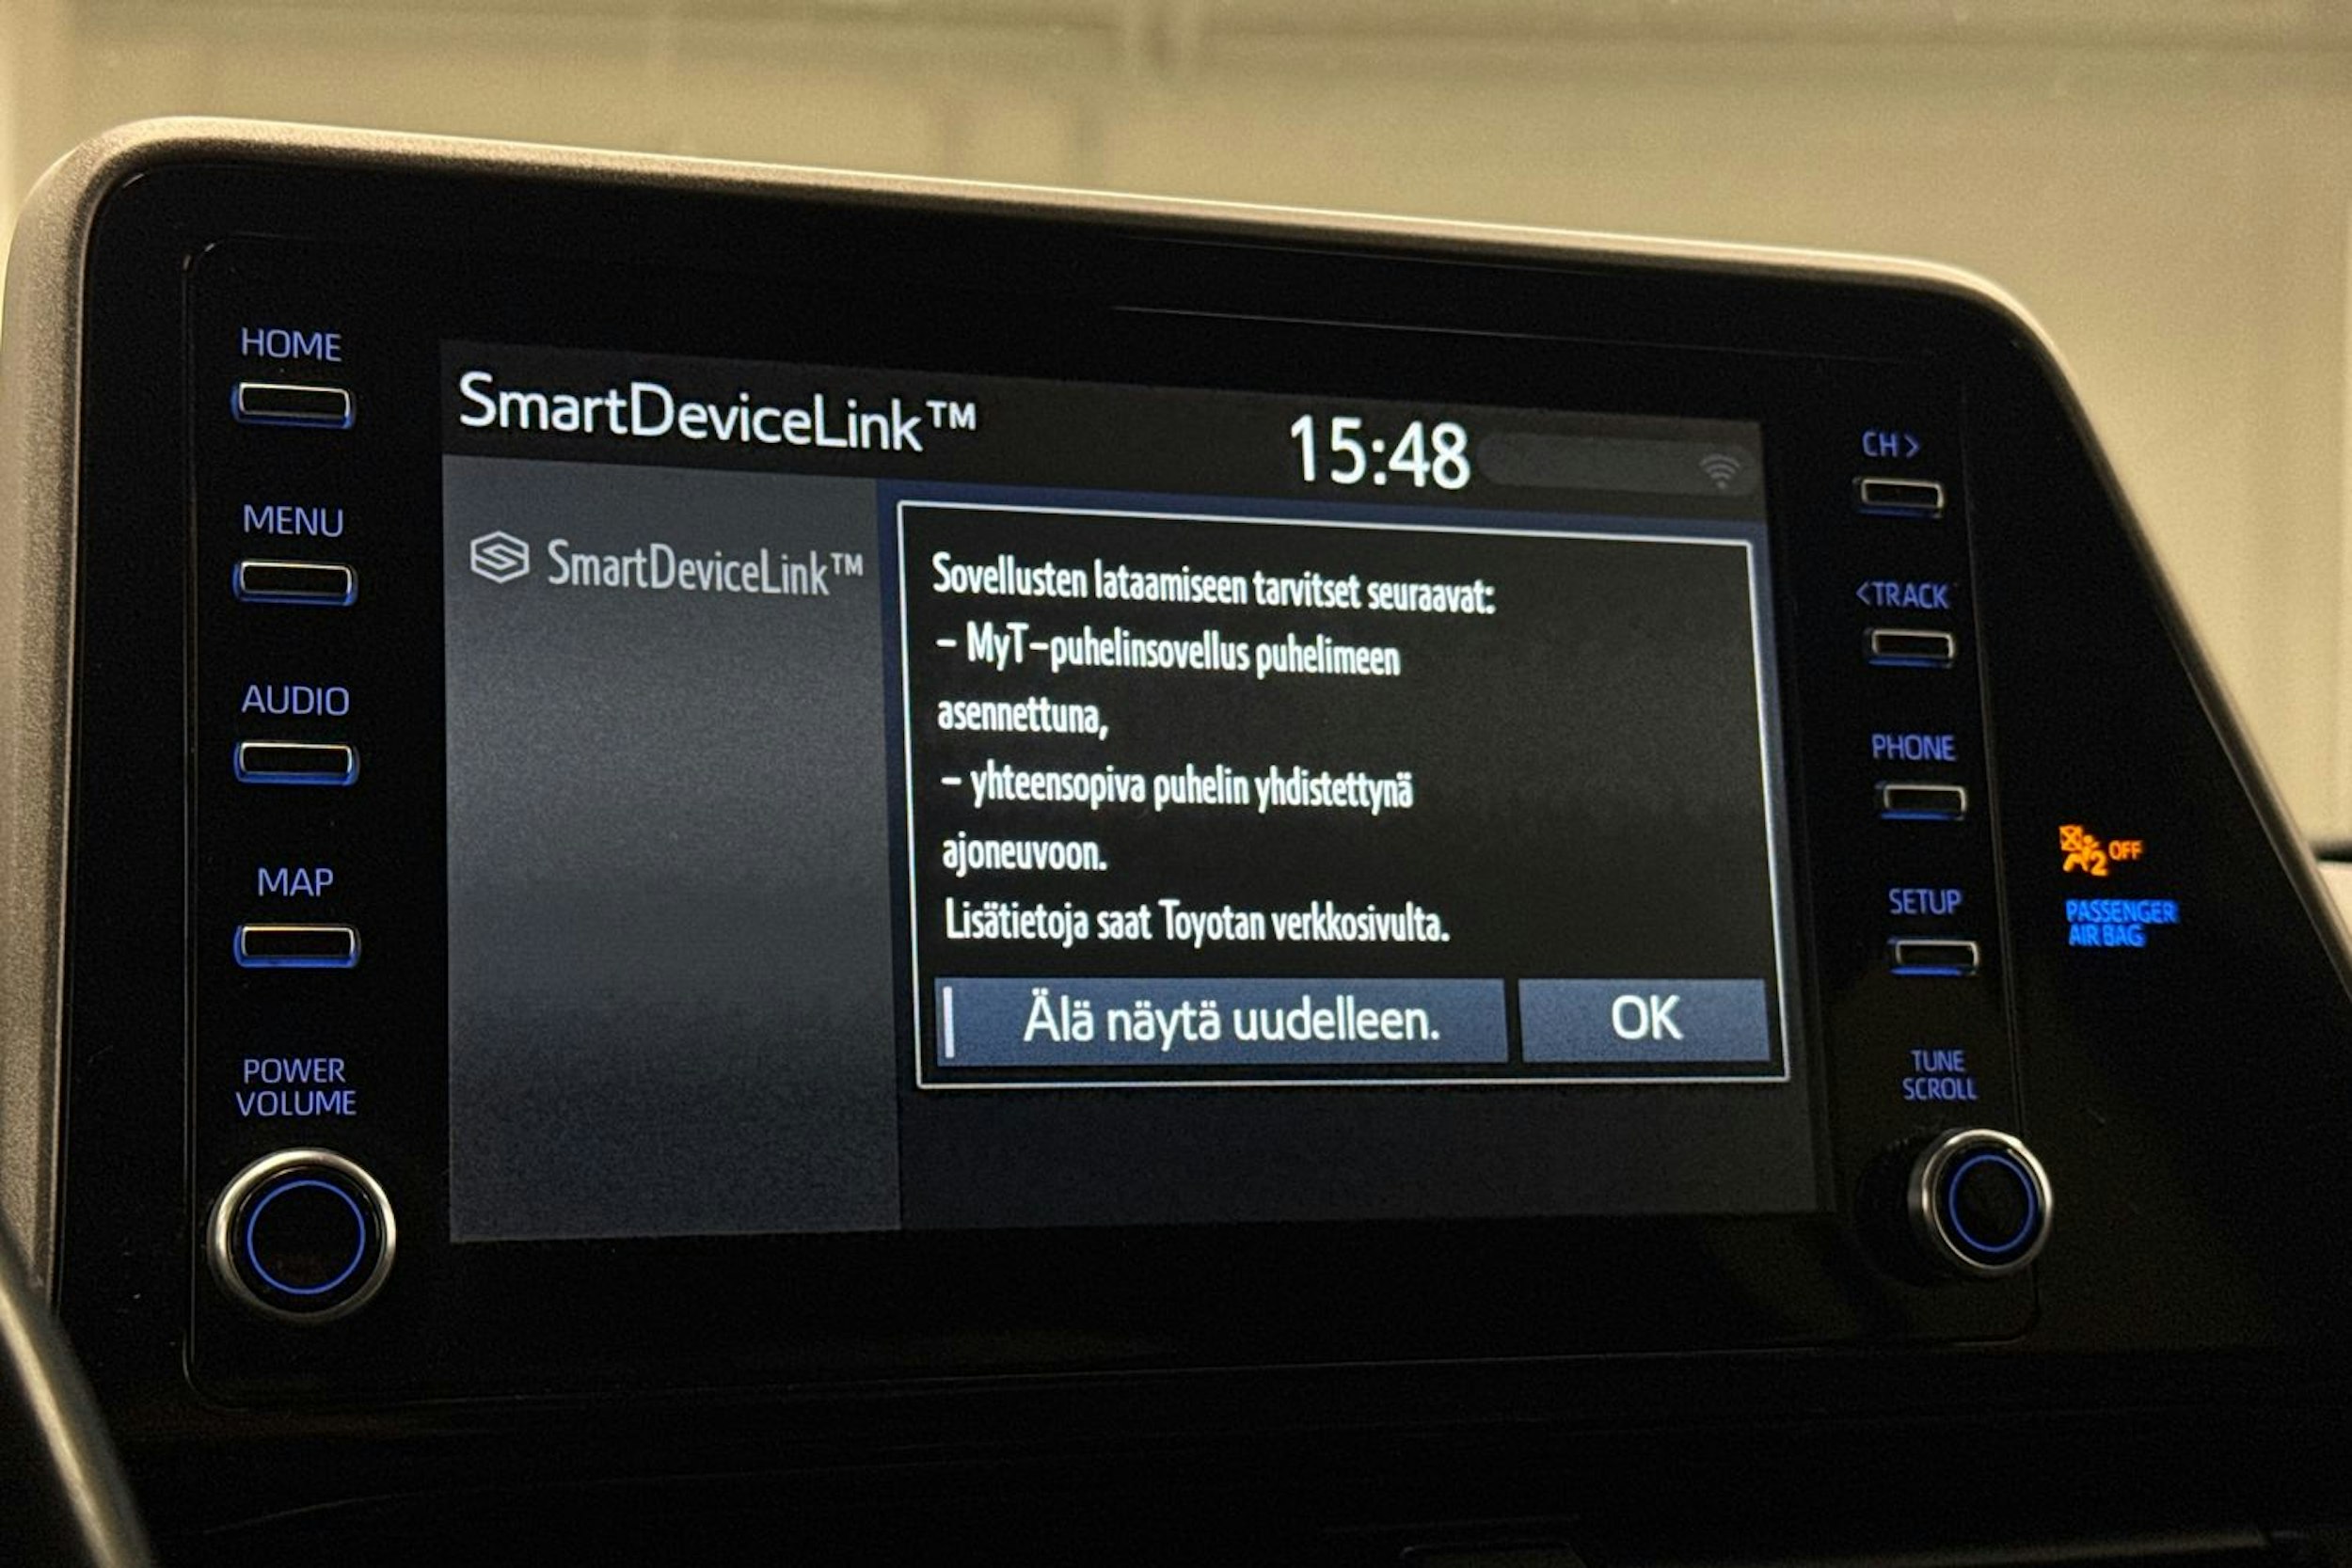 HOME
MENU
AUDIO
MAP
POWER
VOLUME
SmartDeviceLink™
15:48
SmartDeviceLink™
Sovellusten lataamiseen tarvitset seuraavat:
– MyT–puhelinsovellus puhelimeen
asennettuna,
– yhteensopiva puhelin yhdistettynä
ajoneuvoon.
Lisätietoja saat Toyotan verkkosivulta.
Älä näytä uudelleen.
OK
CH >
< TRACK
PHONE
SETUP
TUNE
SCROLL
2 OFF
PASSENGER
AIR BAG